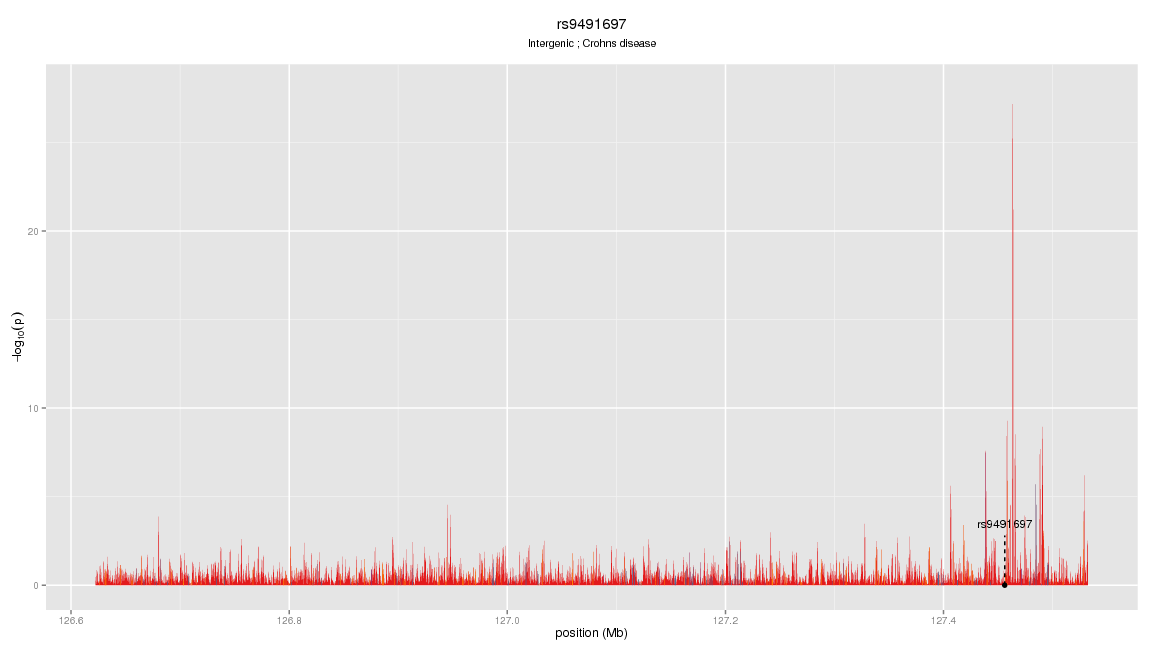 rs9491697
Intergenic ; Crohns disease
20
10
0
−log10(p)
rs9491697
126.6 126.8 127.0 127.2 127.4
position (Mb)